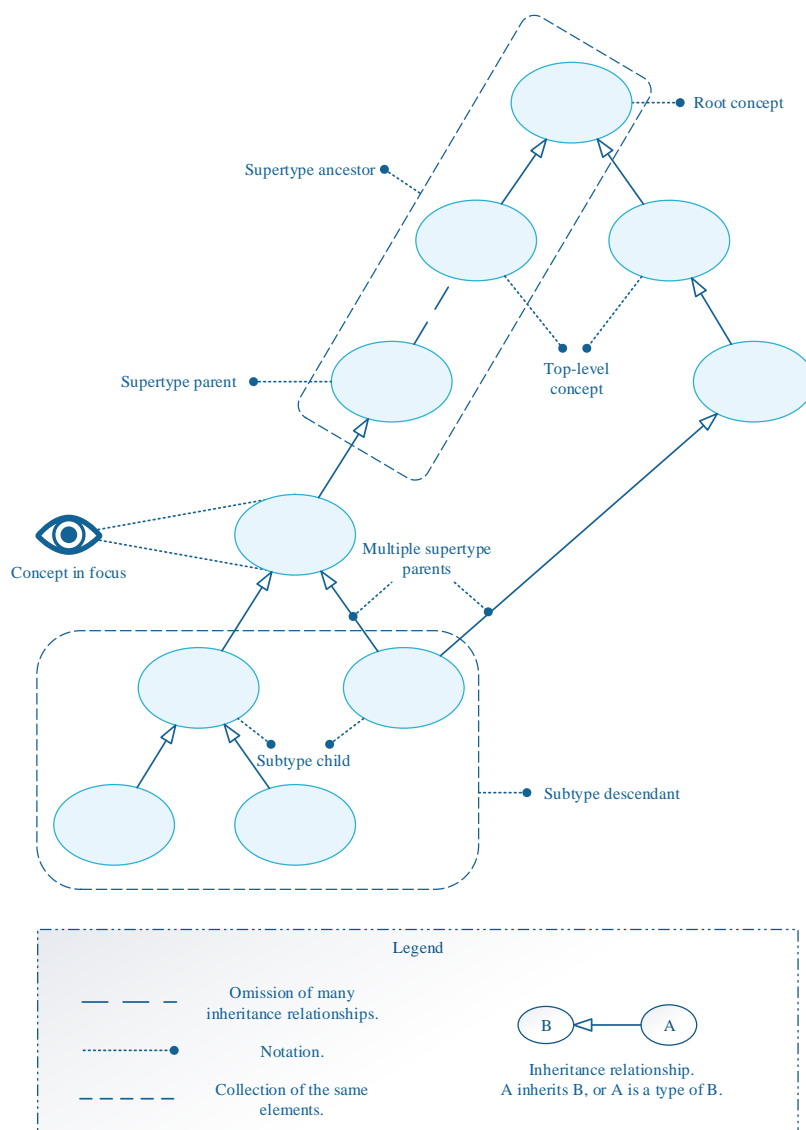 Root concept
Supertype ancestor
Supertype parent
Top-level
concept
Multiple supertype
parents
Concept in focus
Subtype child
Subtype descendant
Legend
Omission of many
inheritance relationships.
Notation.
Collection of the same
elements.
B
A
Inheritance relationship.
A inherits B, or A is a type of B.